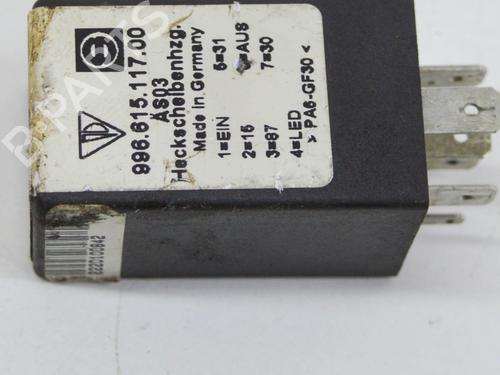 996.615.117.00
AS03
Heckscheibenhzg.
Made in Germany
1=EIN 5=31
2=15 6=AUS
3=87 7=30
4=LED
> PA6-GF30 <
B-PARTS